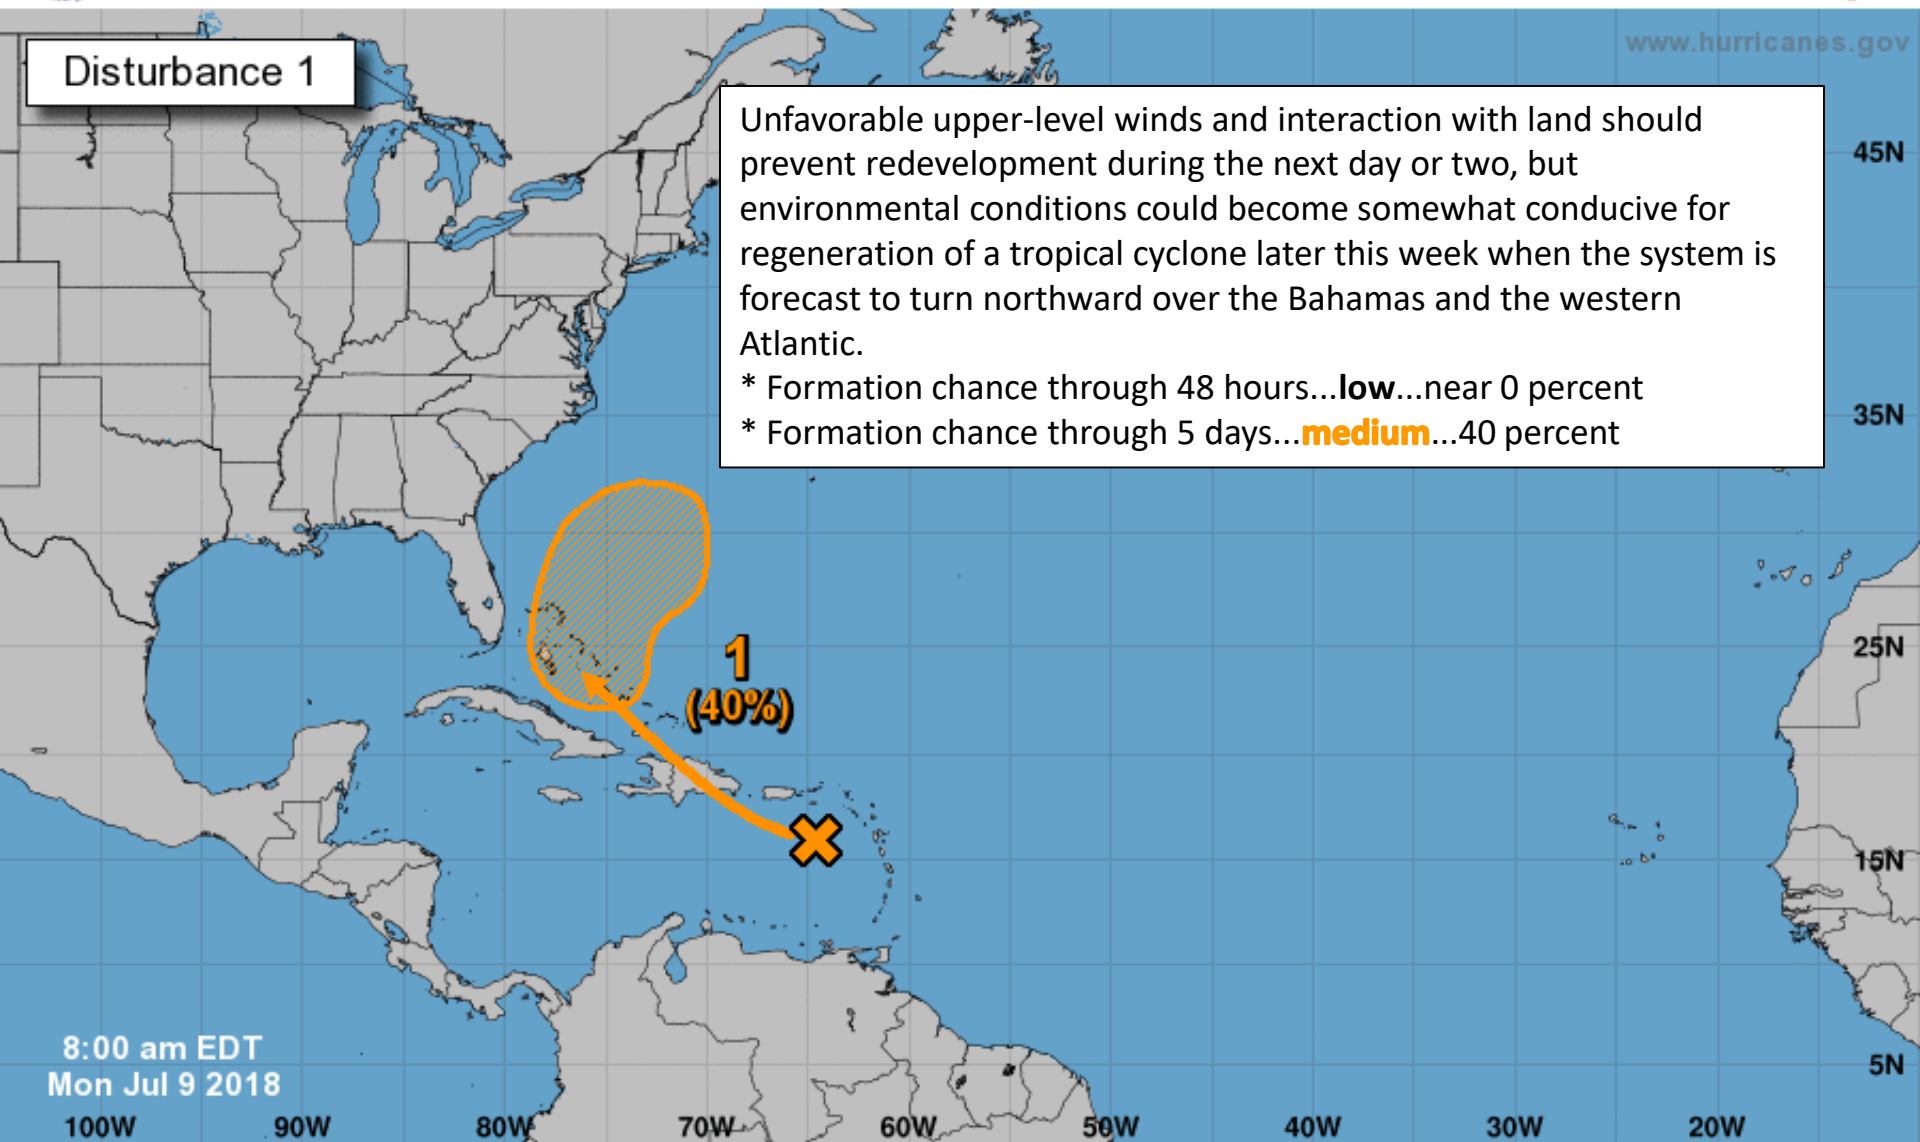 www.hurricanes.gov
Disturbance 1
Unfavorable upper-level winds and interaction with land should
prevent redevelopment during the next day or two, but
environmental conditions could become somewhat conducive for
regeneration of a tropical cyclone later this week when the system is
forecast to turn northward over the Bahamas and the western
Atlantic.
* Formation chance through 48 hours...low...near 0 percent
* Formation chance through 5 days...medium...40 percent
45N
35N
25N
15N
5N
1
(40%)
8:00 am EDT
Mon Jul 9 2018
100W
90W
80W
70W
60W
50W
40W
30W
20W